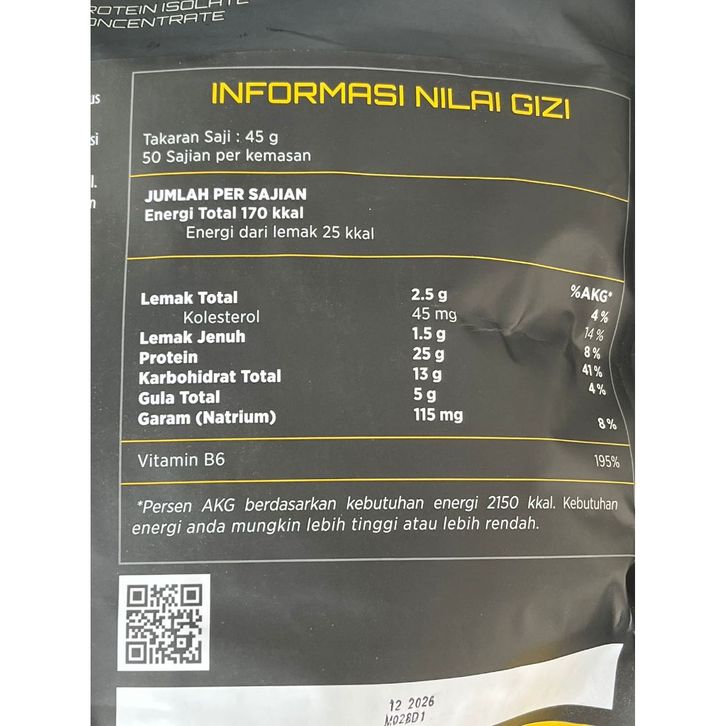 PROTEIN ISOLATE
CONCENTRATE
us
si
l.
n
INFORMASI NILAI GIZI
Takaran Saji : 45 g
50 Sajian per kemasan
JUMLAH PER SAJIAN
Energi Total 170 kkal
Energi dari lemak 25 kkal
%AKG*
Lemak Total 2.5 g 4%
Kolesterol 45 mg 14%
Lemak Jenuh 1.5 g 8%
Protein 25 g 41%
Karbohidrat Total 13 g 4%
Gula Total 5 g
Garam (Natrium) 115 mg 8%
Vitamin B6 195%
*Persen AKG berdasarkan kebutuhan energi 2150 kkal. Kebutuhan
energi anda mungkin lebih tinggi atau lebih rendah.
12 2026
M02BD1